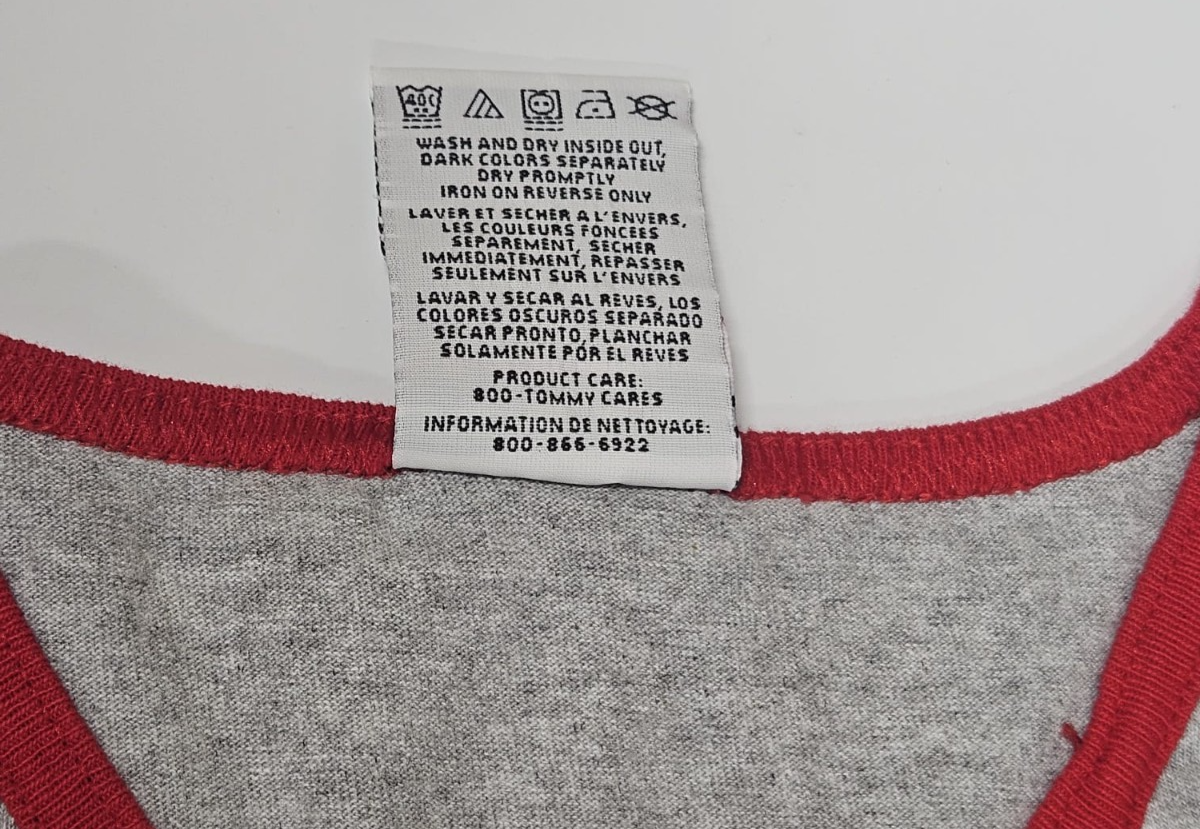 40C
WASH AND DRY INSIDE OUT,
DARK COLORS SEPARATELY
DRY PROMPTLY
IRON ON REVERSE ONLY
LAVER ET SECHER A L'ENVERS,
LES COULEURS FONCEES
SEPAREMENT, SECHER
IMMEDIATEMENT, REPASSER
SEULEMENT SUR L'ENVERS
LAVAR Y SECAR AL REVES, LOS
COLORES OSCUROS SEPARADO
SECAR PRONTO, PLANCHAR
SOLAMENTE POR EL REVES
PRODUCT CARE:
800-TOMMY CARES
INFORMATION DE NETTOYAGE:
800-866-6922